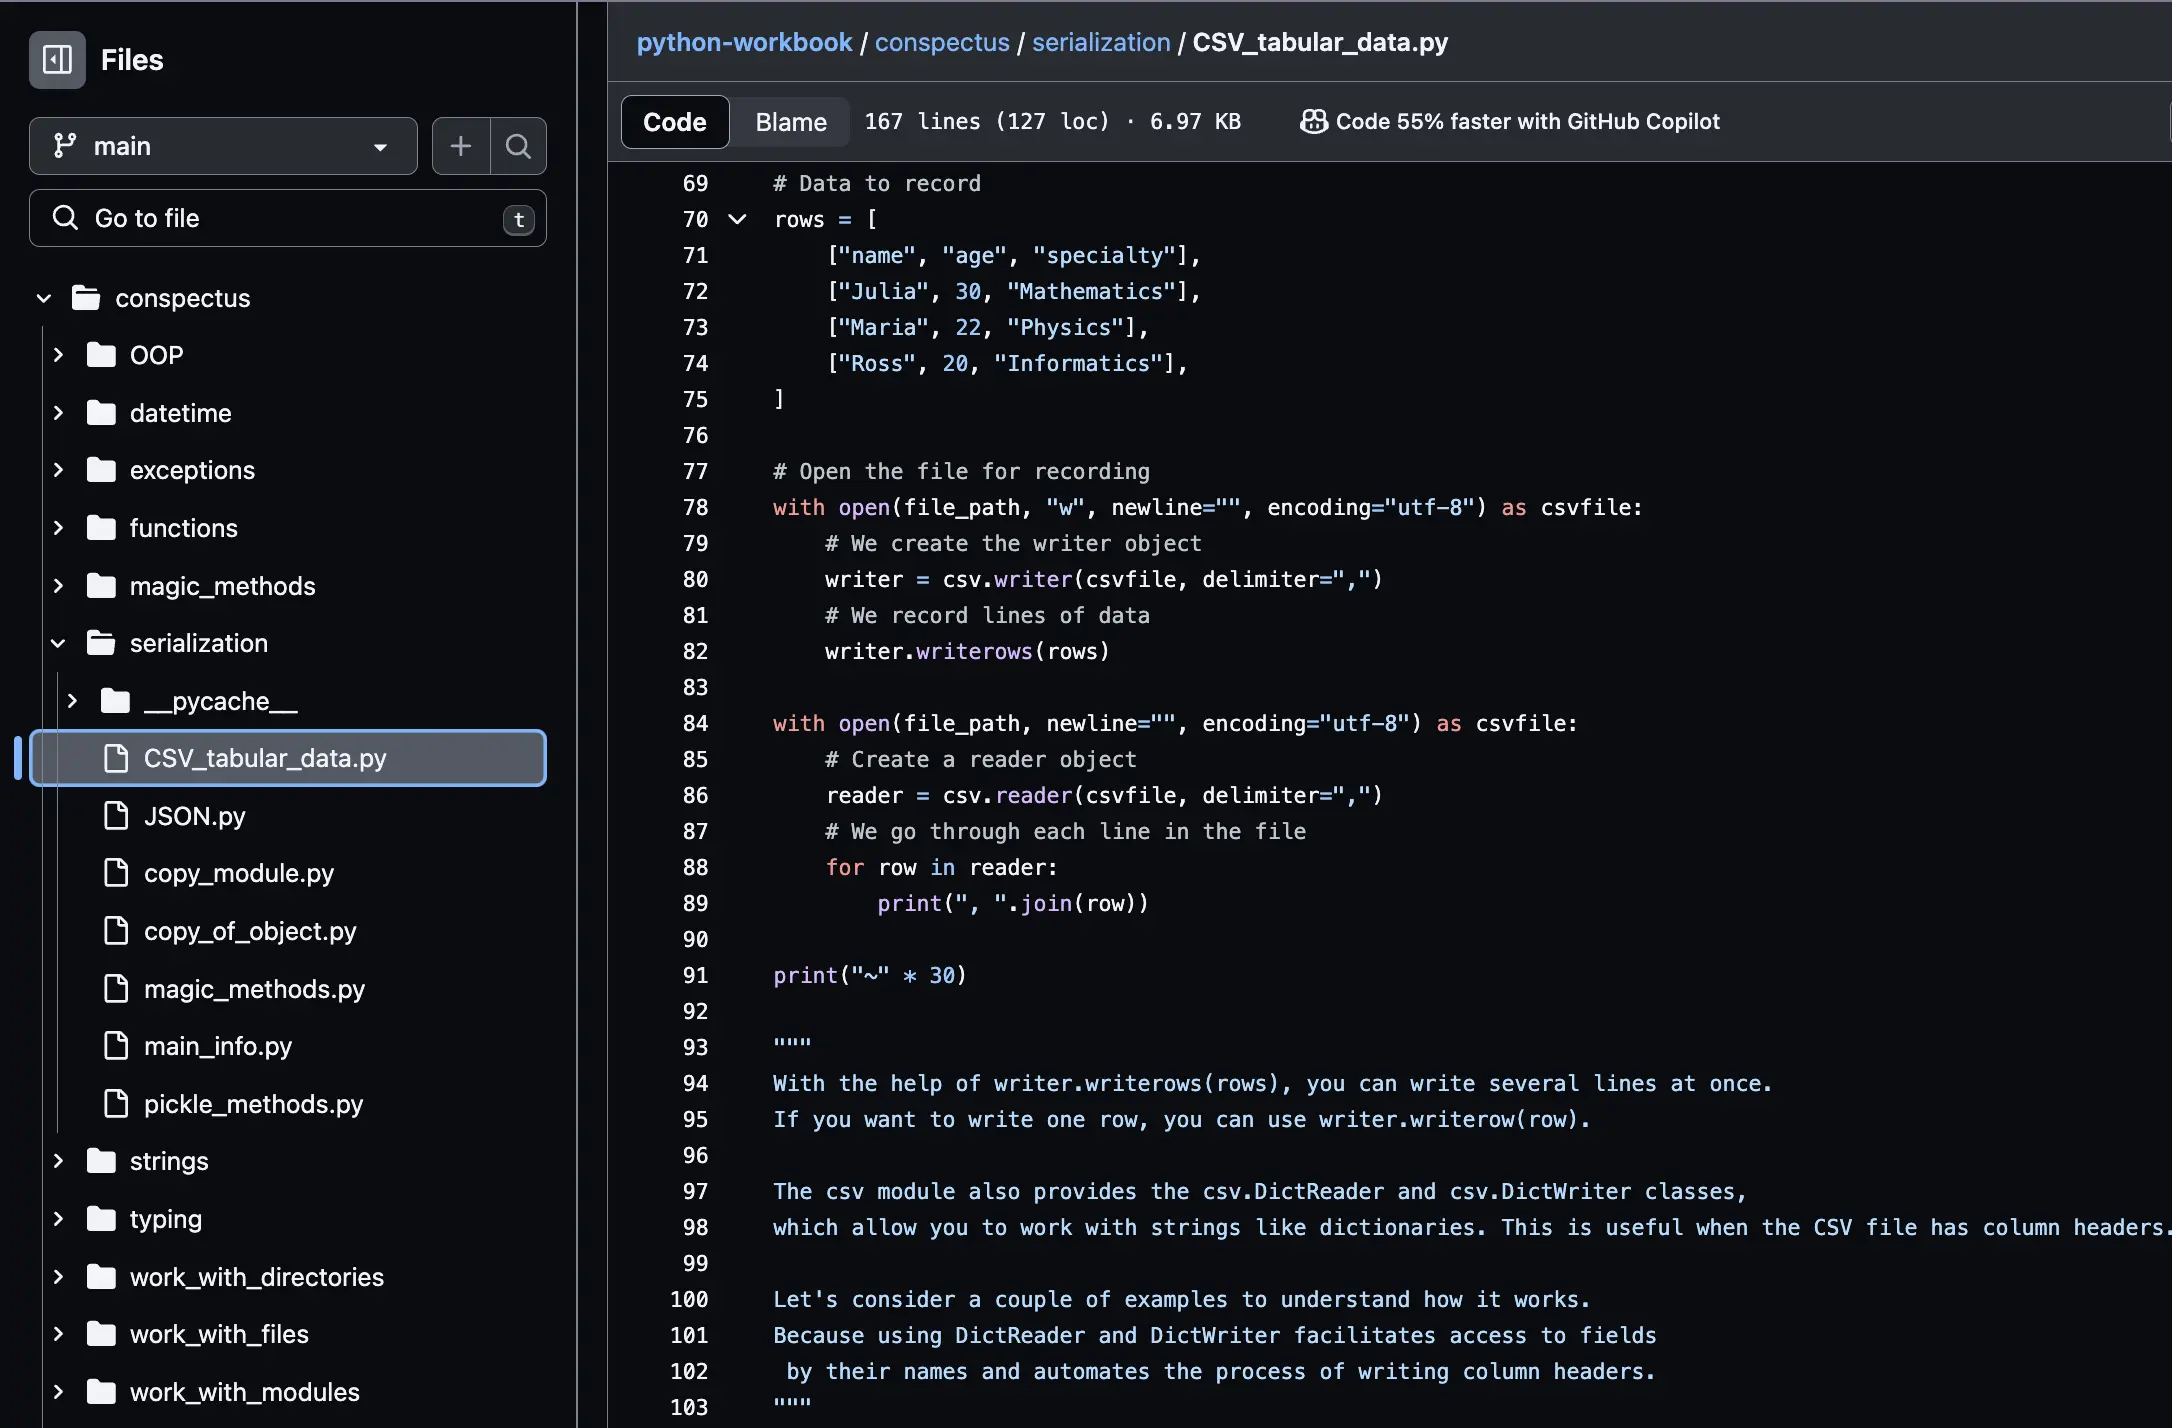 Files
main
Go to file
t
conspectus
OOP
datetime
exceptions
functions
magic_methods
serialization
__pycache__
CSV_tabular_data.py
JSON.py
copy_module.py
copy_of_object.py
magic_methods.py
main_info.py
pickle_methods.py
strings
typing
work_with_directories
work_with_files
work_with_modules
python-workbook / conspectus / serialization / CSV_tabular_data.py
Code Blame 167 lines (127 loc) · 6.97 KB Code 55% faster with GitHub Copilot
69 # Data to record
70 rows = [
71     ["name", "age", "specialty"],
72     ["Julia", 30, "Mathematics"],
73     ["Maria", 22, "Physics"],
74     ["Ross", 20, "Informatics"],
75 ]
76
77 # Open the file for recording
78 with open(file_path, "w", newline="", encoding="utf-8") as csvfile:
79     # We create the writer object
80     writer = csv.writer(csvfile, delimiter=",")
81     # We record lines of data
82     writer.writerows(rows)
83
84 with open(file_path, newline="", encoding="utf-8") as csvfile:
85     # Create a reader object
86     reader = csv.reader(csvfile, delimiter=",")
87     # We go through each line in the file
88     for row in reader:
89         print(", ".join(row))
90
91 print("~" * 30)
92
93 """
94 With the help of writer.writerows(rows), you can write several lines at once.
95 If you want to write one row, you can use writer.writerow(row).
96
97 The csv module also provides the csv.DictReader and csv.DictWriter classes,
98 which allow you to work with strings like dictionaries. This is useful when the CSV file has column headers.
99
100 Let's consider a couple of examples to understand how it works.
101 Because using DictReader and DictWriter facilitates access to fields
102  by their names and automates the process of writing column headers.
103 """